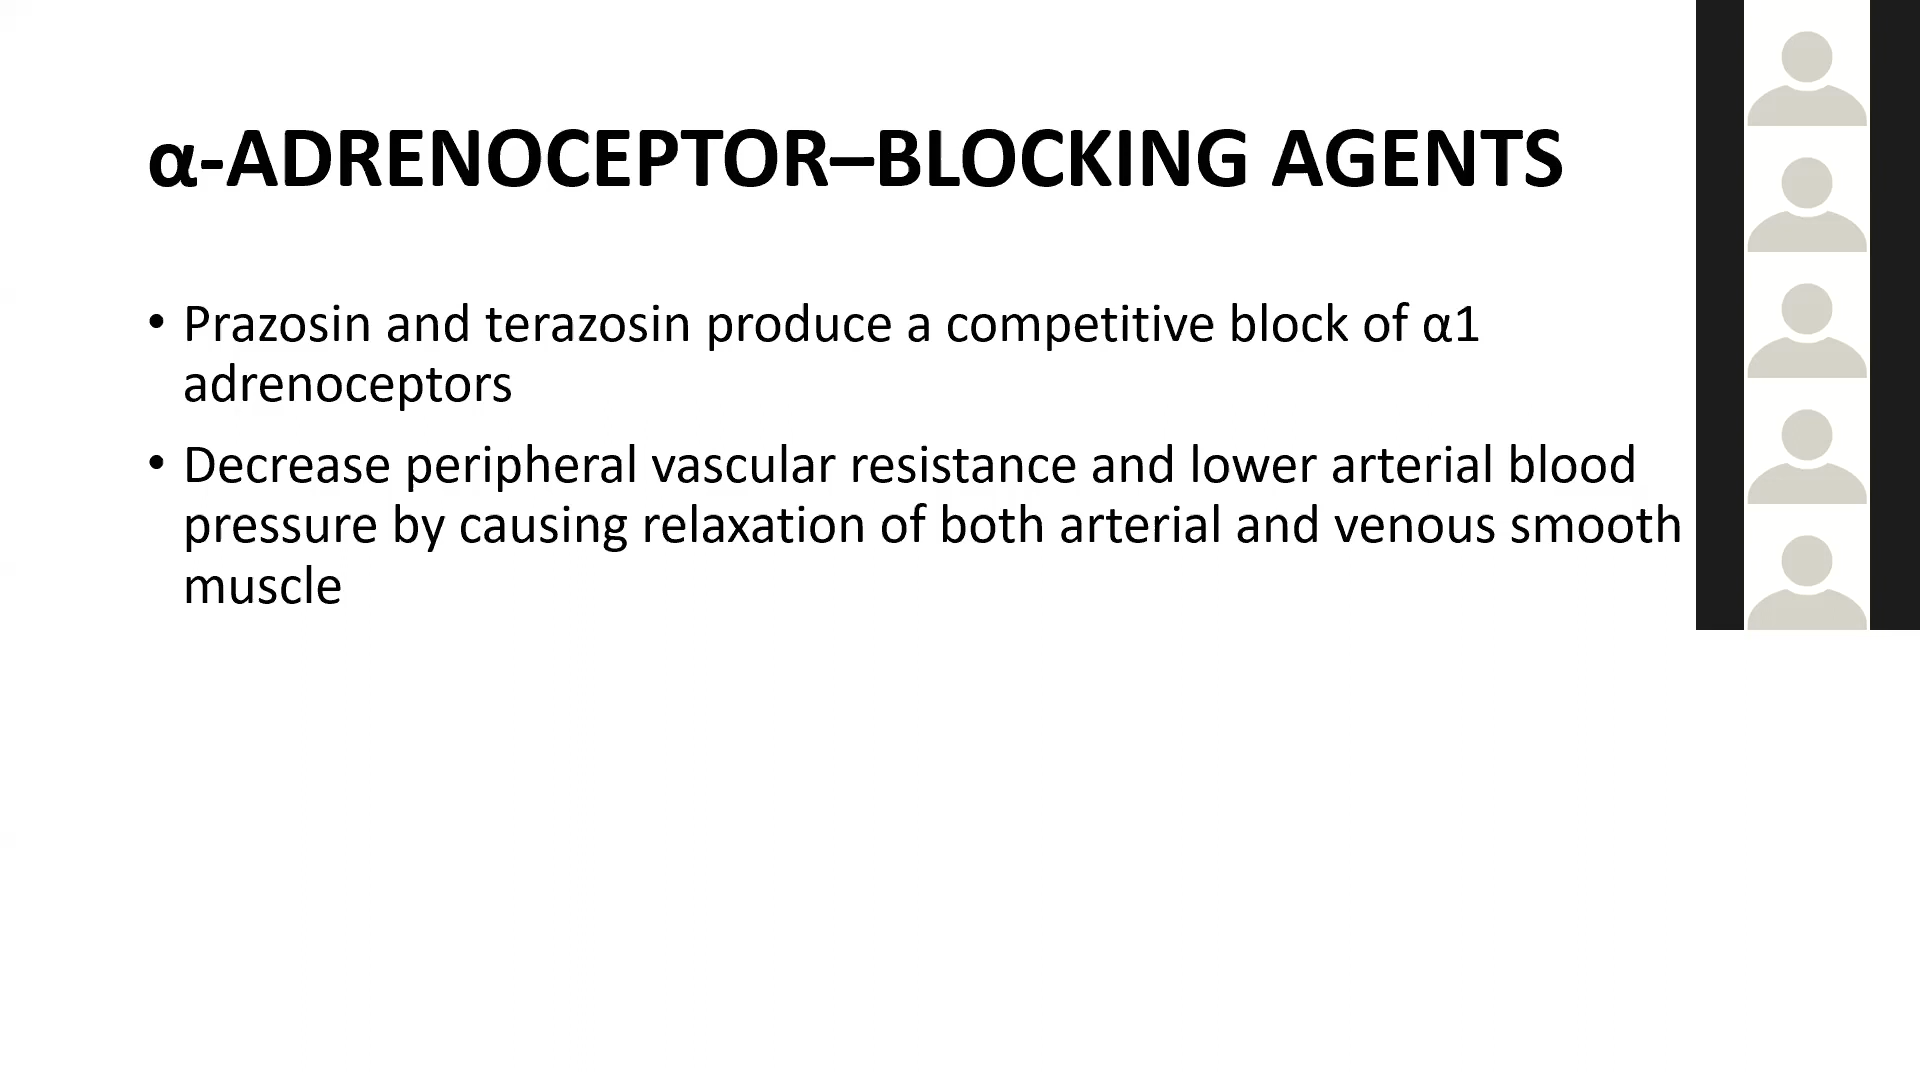 α-ADRENOCEPTOR–BLOCKING AGENTS
• Prazosin and terazosin produce a competitive block of α1
adrenoceptors
• Decrease peripheral vascular resistance and lower arterial blood
pressure by causing relaxation of both arterial and venous smooth
muscle